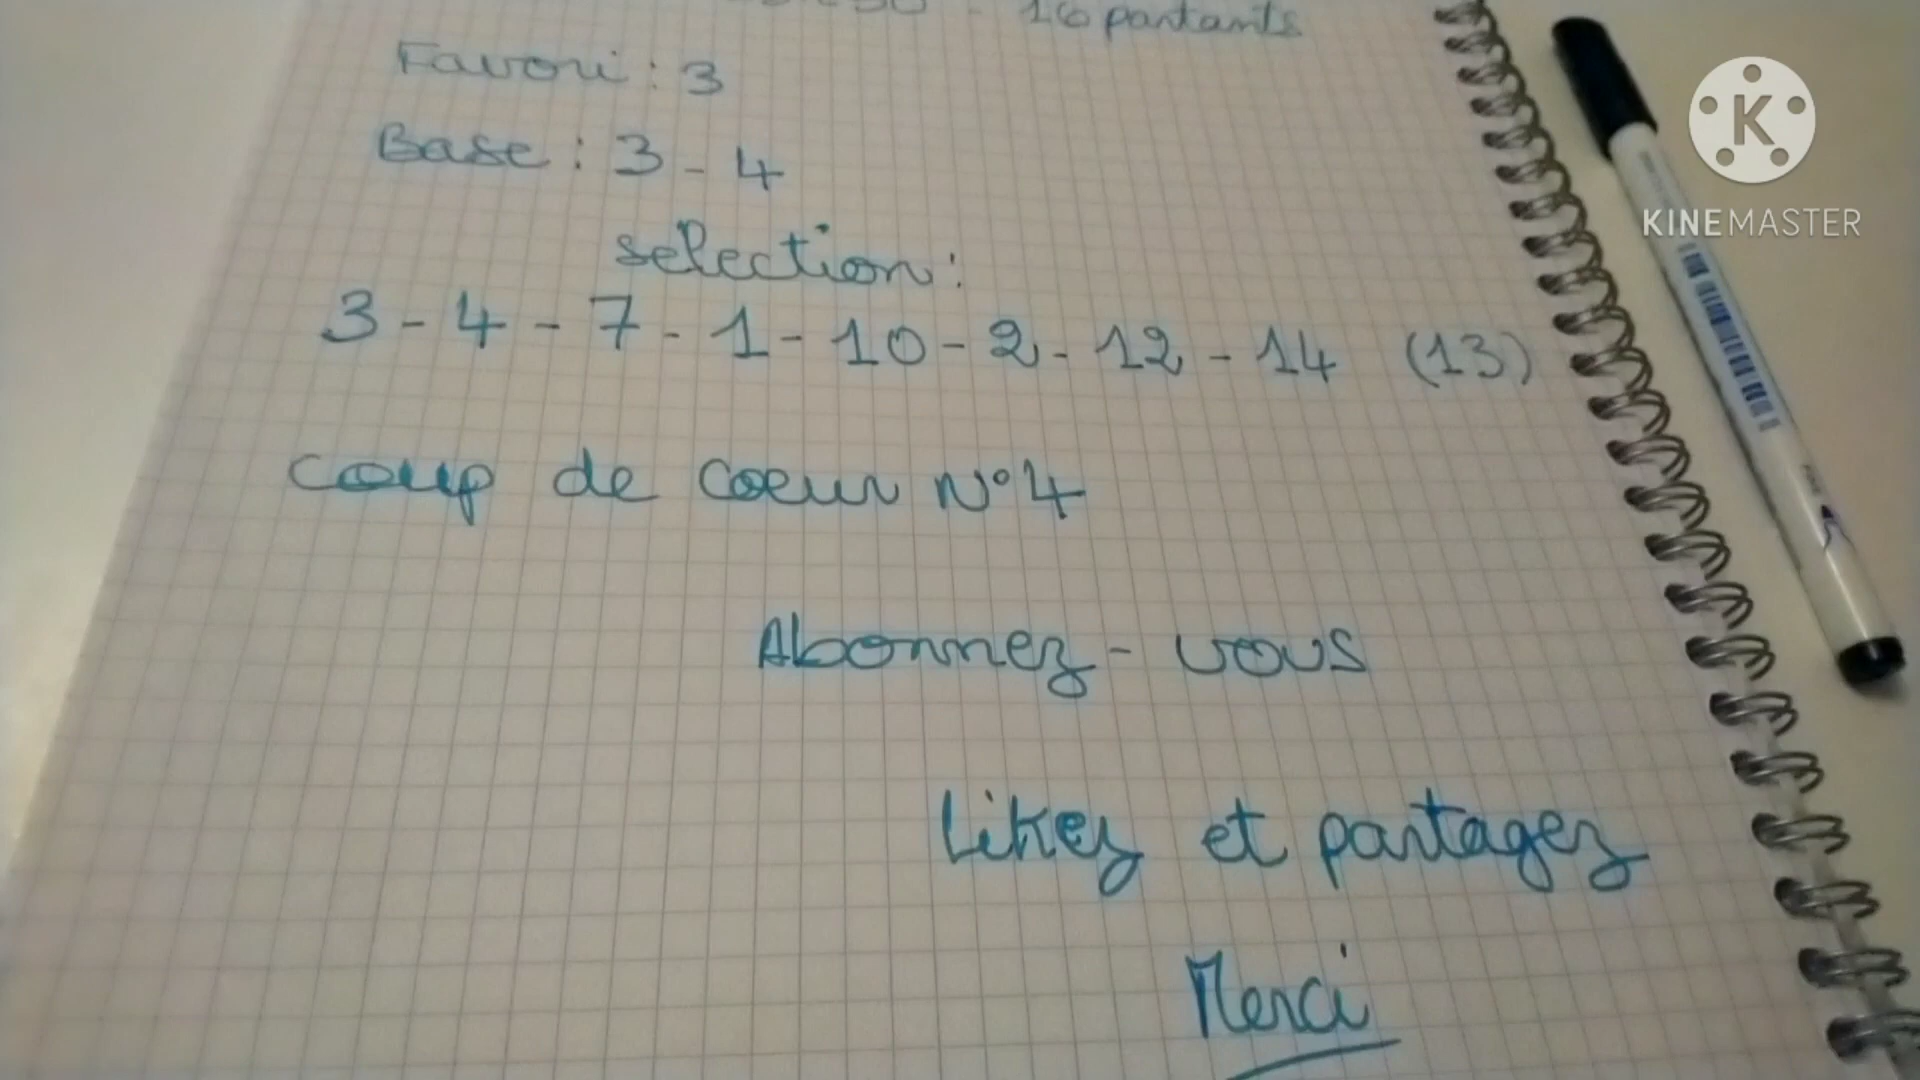 16 partants
Favori : 3
Base : 3 - 4
selection :
3 - 4 - 7 - 1 - 10 - 2 - 12 - 14 (13)
coup de coeur N°4
Abonnez - vous
Likez et partagez
Merci
K
KINEMASTER